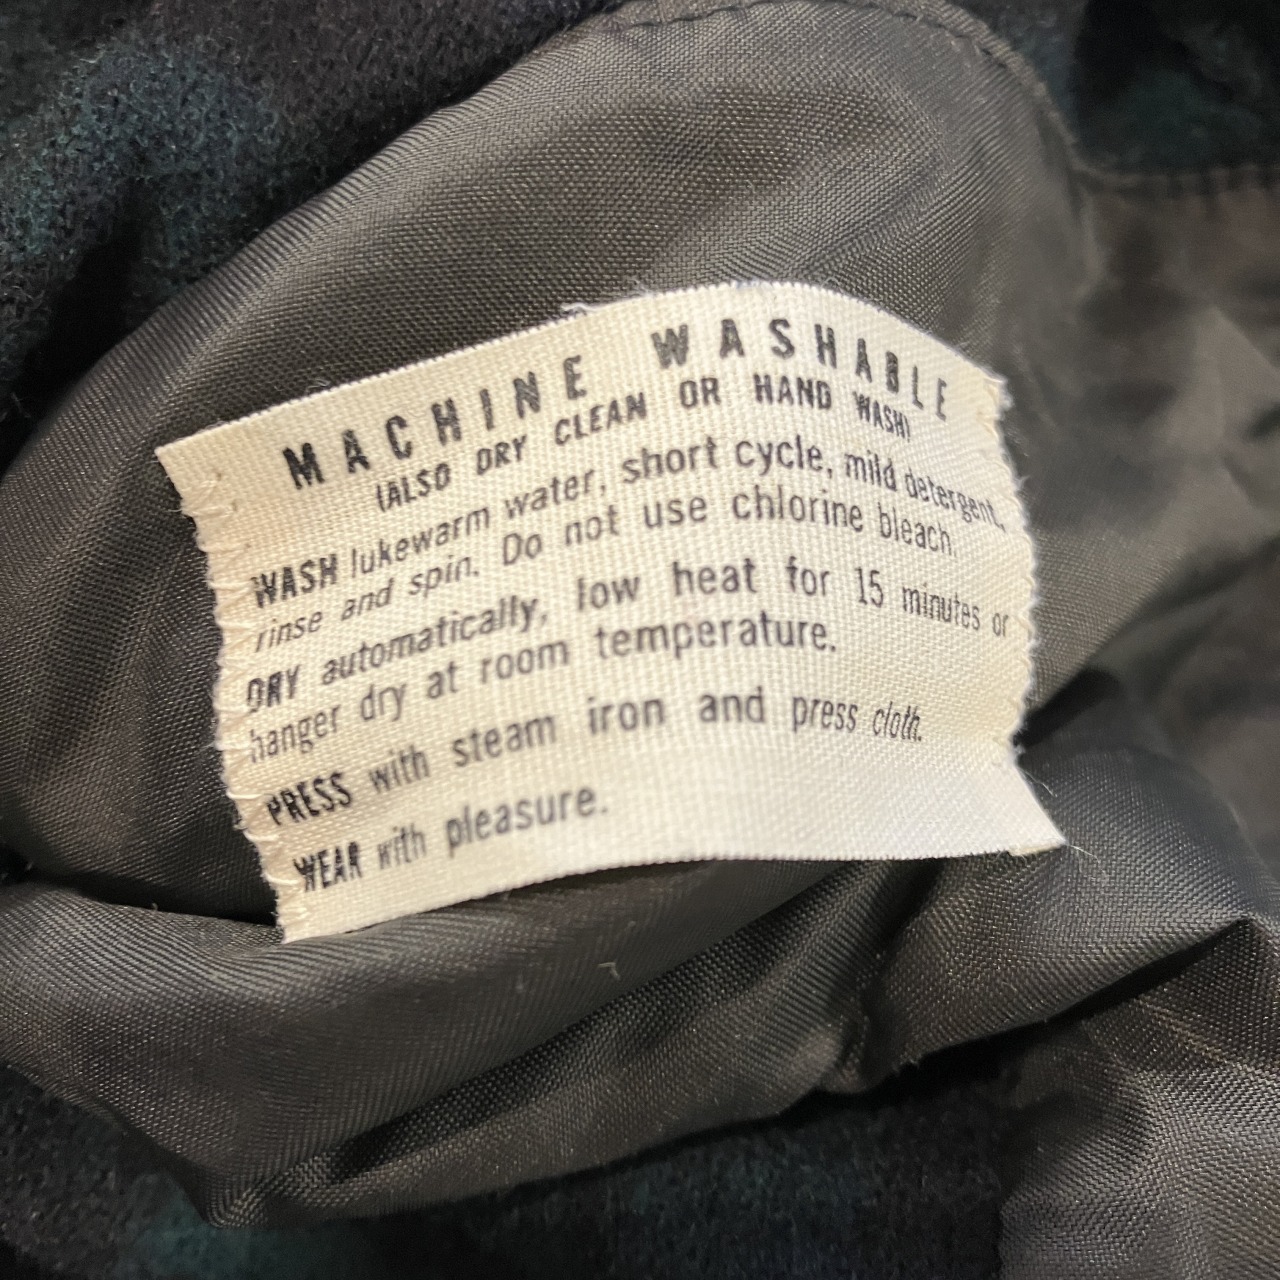 MACHINE WASHABLE
(ALSO DRY CLEAN OR HAND WASH)
WASH lukewarm water, short cycle, mild detergent,
rinse and spin. Do not use chlorine bleach.
DRY automatically, low heat for 15 minutes or
hanger dry at room temperature.
PRESS with steam iron and press cloth.
WEAR with pleasure.